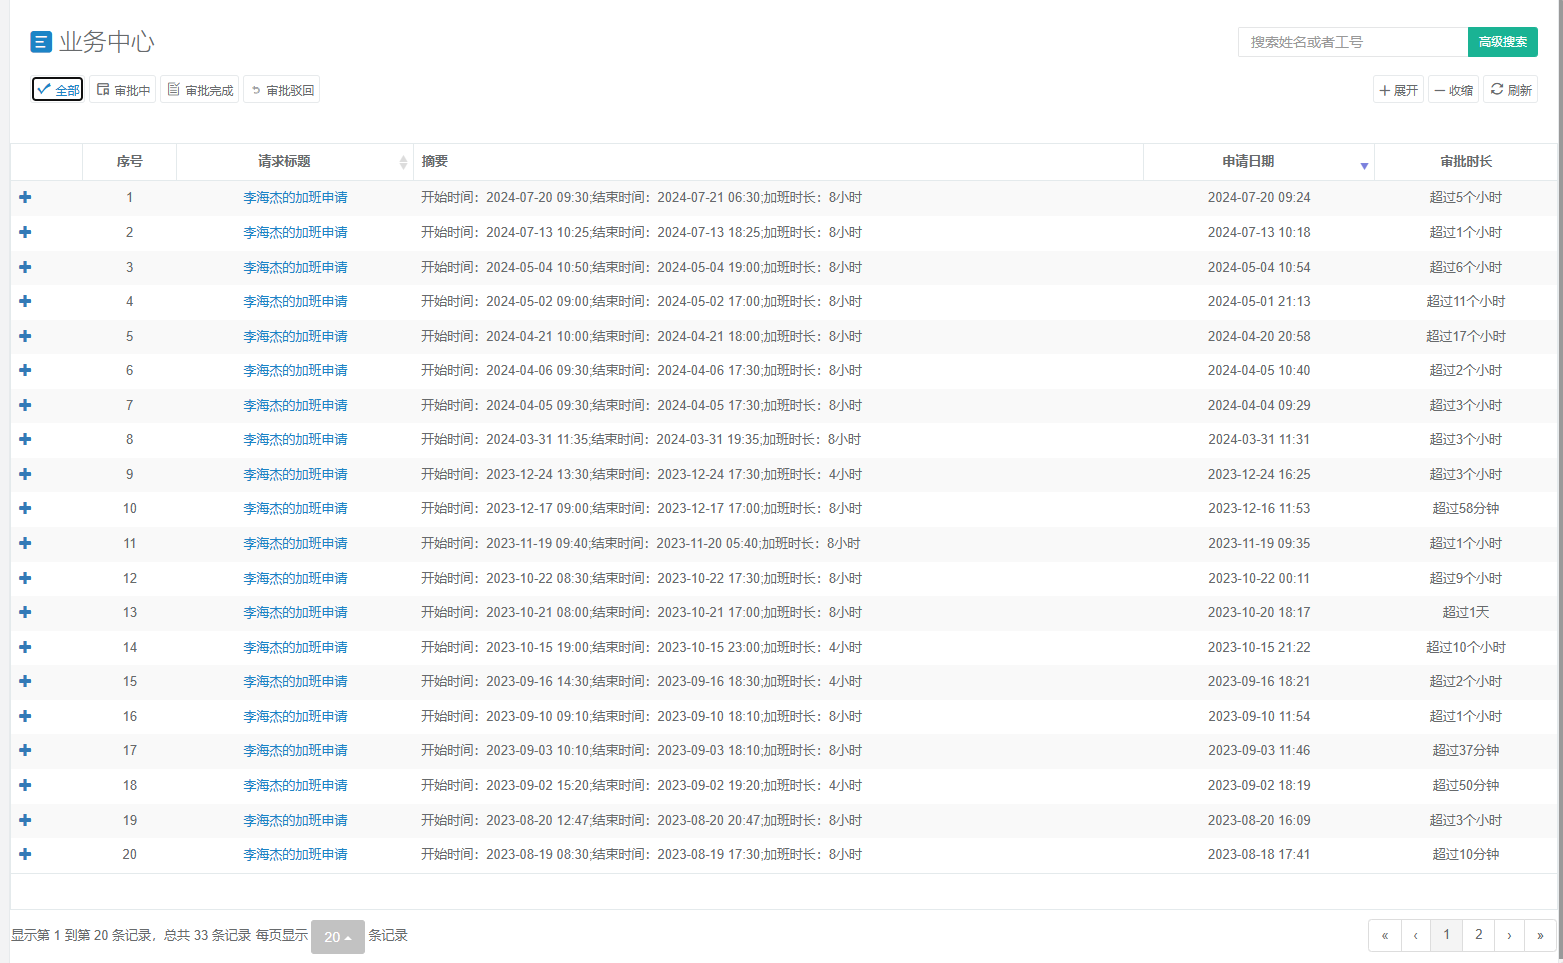 业务中心
搜索姓名或者工号 高级搜索
全部 审批中 审批完成 审批驳回 展开 收缩 刷新
序号 请求标题 摘要 申请日期 审批时长
1 李海杰的加班申请 开始时间：2024-07-20 09:30;结束时间：2024-07-21 06:30;加班时长：8小时 2024-07-20 09:24 超过5个小时
2 李海杰的加班申请 开始时间：2024-07-13 10:25;结束时间：2024-07-13 18:25;加班时长：8小时 2024-07-13 10:18 超过1个小时
3 李海杰的加班申请 开始时间：2024-05-04 10:50;结束时间：2024-05-04 19:00;加班时长：8小时 2024-05-04 10:54 超过6个小时
4 李海杰的加班申请 开始时间：2024-05-02 09:00;结束时间：2024-05-02 17:00;加班时长：8小时 2024-05-01 21:13 超过11个小时
5 李海杰的加班申请 开始时间：2024-04-21 10:00;结束时间：2024-04-21 18:00;加班时长：8小时 2024-04-20 20:58 超过17个小时
6 李海杰的加班申请 开始时间：2024-04-06 09:30;结束时间：2024-04-06 17:30;加班时长：8小时 2024-04-05 10:40 超过2个小时
7 李海杰的加班申请 开始时间：2024-04-05 09:30;结束时间：2024-04-05 17:30;加班时长：8小时 2024-04-04 09:29 超过3个小时
8 李海杰的加班申请 开始时间：2024-03-31 11:35;结束时间：2024-03-31 19:35;加班时长：8小时 2024-03-31 11:31 超过3个小时
9 李海杰的加班申请 开始时间：2023-12-24 13:30;结束时间：2023-12-24 17:30;加班时长：4小时 2023-12-24 16:25 超过3个小时
10 李海杰的加班申请 开始时间：2023-12-17 09:00;结束时间：2023-12-17 17:00;加班时长：8小时 2023-12-16 11:53 超过58分钟
11 李海杰的加班申请 开始时间：2023-11-19 09:40;结束时间：2023-11-20 05:40;加班时长：8小时 2023-11-19 09:35 超过1个小时
12 李海杰的加班申请 开始时间：2023-10-22 08:30;结束时间：2023-10-22 17:30;加班时长：8小时 2023-10-22 00:11 超过9个小时
13 李海杰的加班申请 开始时间：2023-10-21 08:00;结束时间：2023-10-21 17:00;加班时长：8小时 2023-10-20 18:17 超过1天
14 李海杰的加班申请 开始时间：2023-10-15 19:00;结束时间：2023-10-15 23:00;加班时长：4小时 2023-10-15 21:22 超过10个小时
15 李海杰的加班申请 开始时间：2023-09-16 14:30;结束时间：2023-09-16 18:30;加班时长：4小时 2023-09-16 18:21 超过2个小时
16 李海杰的加班申请 开始时间：2023-09-10 09:10;结束时间：2023-09-10 18:10;加班时长：8小时 2023-09-10 11:54 超过1个小时
17 李海杰的加班申请 开始时间：2023-09-03 10:10;结束时间：2023-09-03 18:10;加班时长：8小时 2023-09-03 11:46 超过37分钟
18 李海杰的加班申请 开始时间：2023-09-02 15:20;结束时间：2023-09-02 19:20;加班时长：4小时 2023-09-02 18:19 超过50分钟
19 李海杰的加班申请 开始时间：2023-08-20 12:47;结束时间：2023-08-20 20:47;加班时长：8小时 2023-08-20 16:09 超过3个小时
20 李海杰的加班申请 开始时间：2023-08-19 08:30;结束时间：2023-08-19 17:30;加班时长：8小时 2023-08-18 17:41 超过10分钟
显示第 1 到第 20 条记录，总共 33 条记录 每页显示 20 条记录 « ‹ 1 2 › »